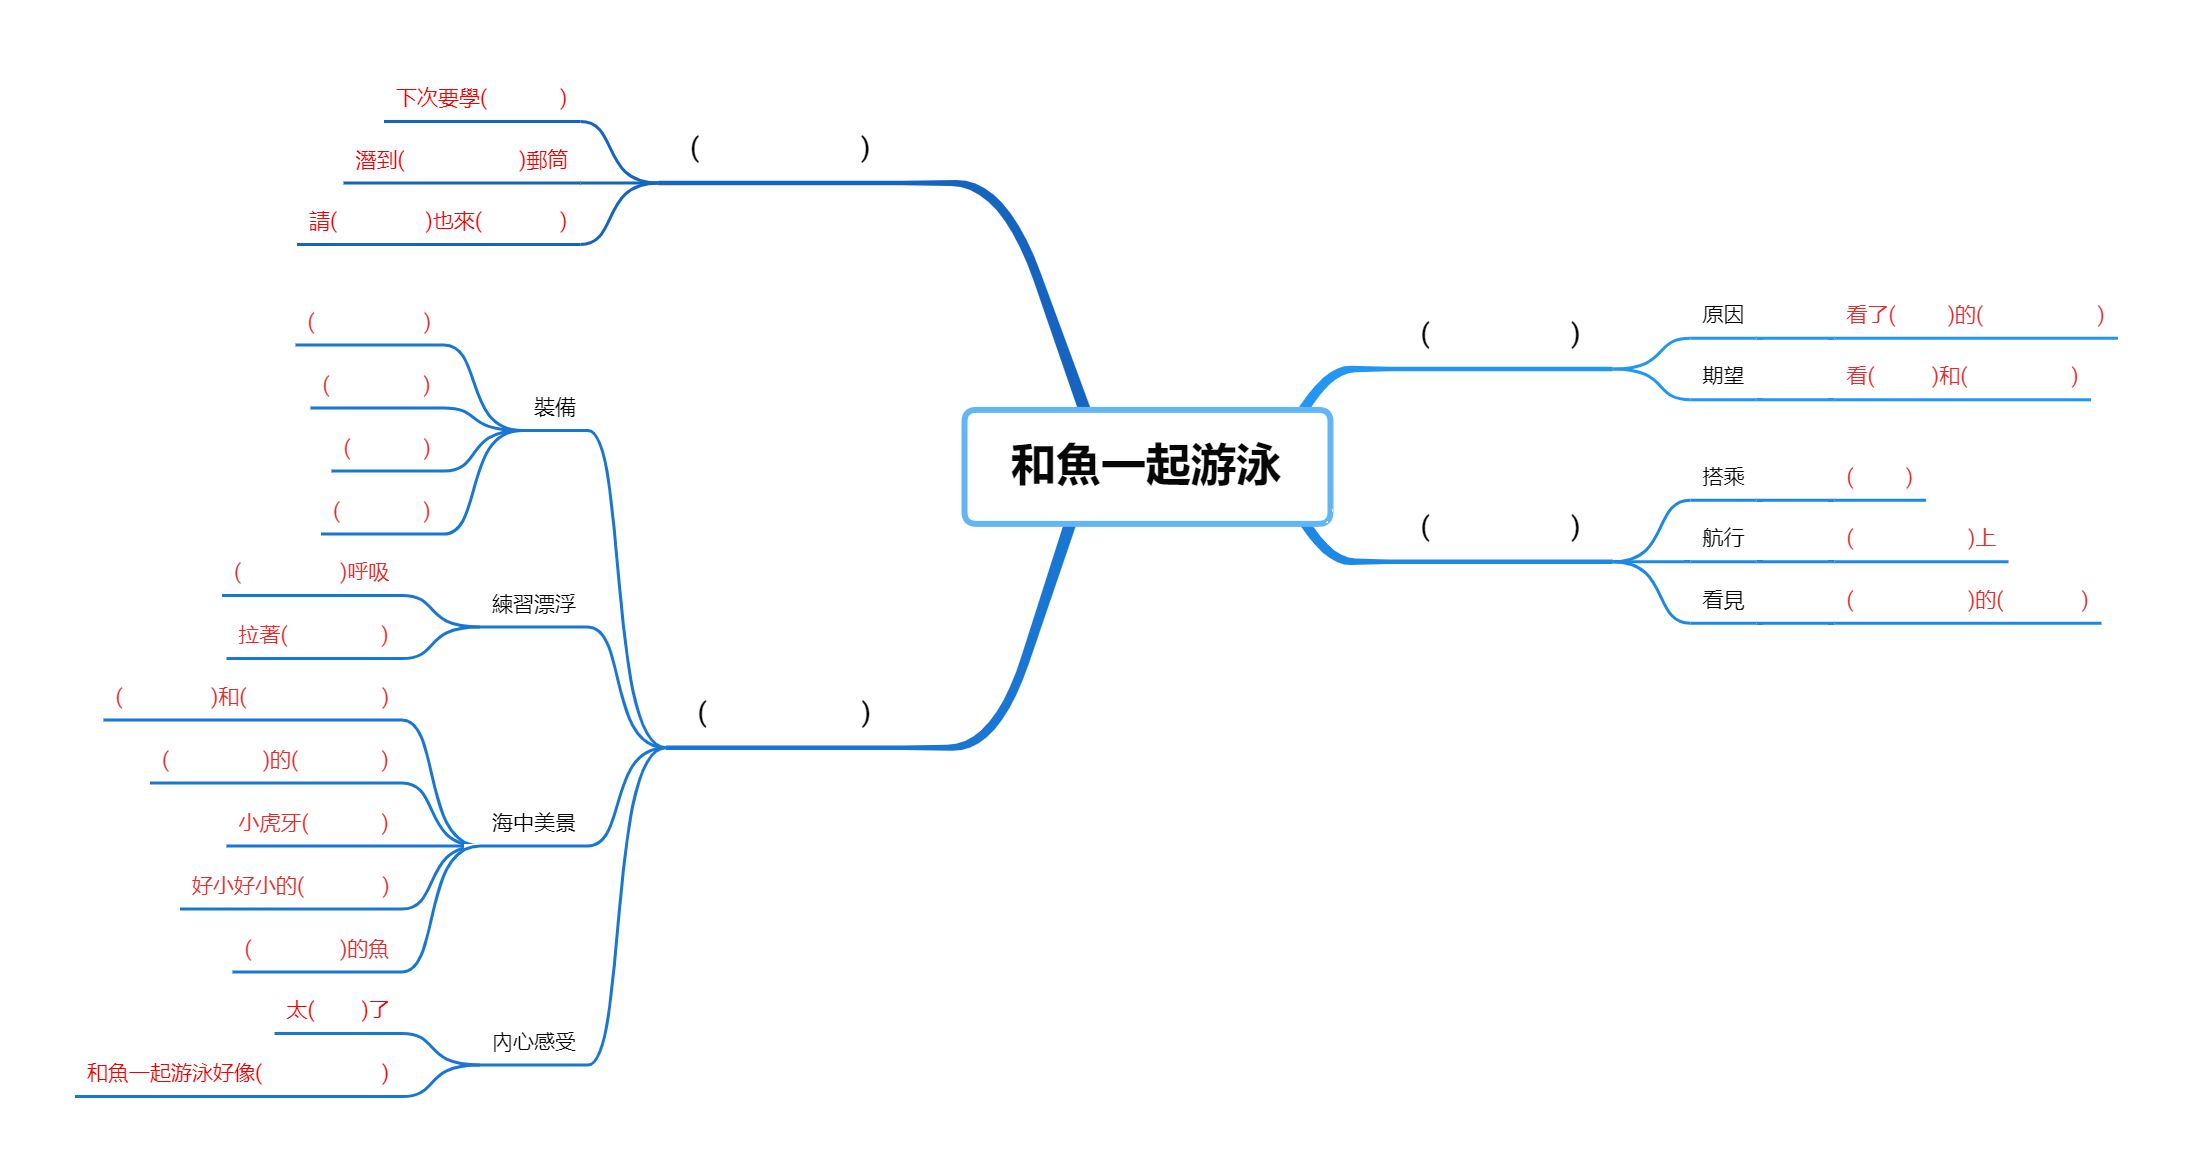 下次要學(       )
潛到(           )郵筒
請(        )也來(       )
(               )
(          )
(         )
(       )
(        )
裝備
(         )呼吸
拉著(         )
練習漂浮
(        )和(             )
(         )的(        )
小虎牙(       )
好小好小的(       )
(         )的魚
海中美景
太(    )了
和魚一起游泳好像(           )
內心感受
(               )
和魚一起游泳
(              )
原因 看了(     )的(           )
期望 看(     )和(          )
(              )
搭乘 (     )
航行 (           )上
看見 (           )的(       )